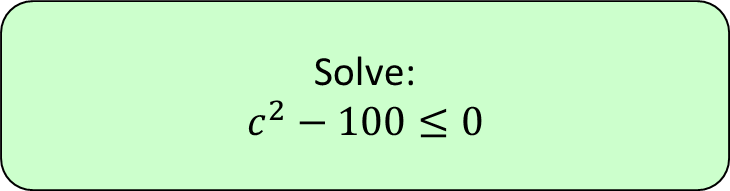 Solve:
𝑐² − 100 ≤ 0